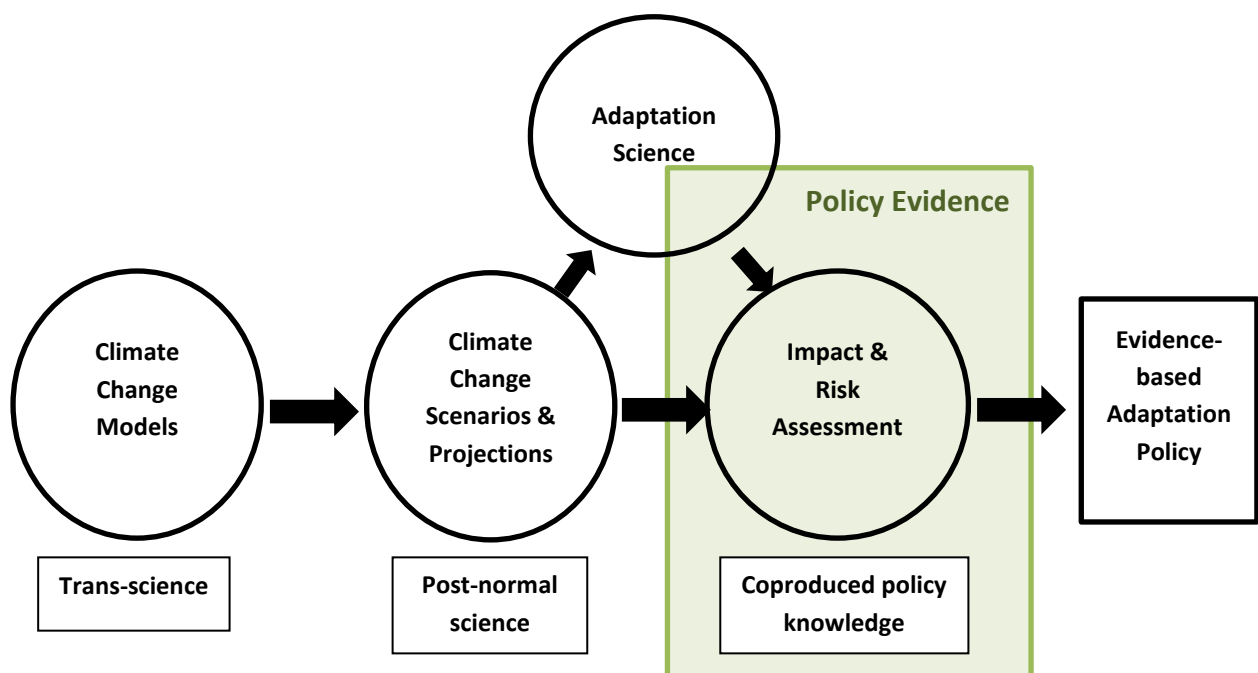 Adaptation
Science
Policy Evidence
Climate
Change
Models
Climate
Change
Scenarios &
Projections
Impact &
Risk
Assessment
Evidence-
based
Adaptation
Policy
Trans-science
Post-normal
science
Coproduced policy
knowledge